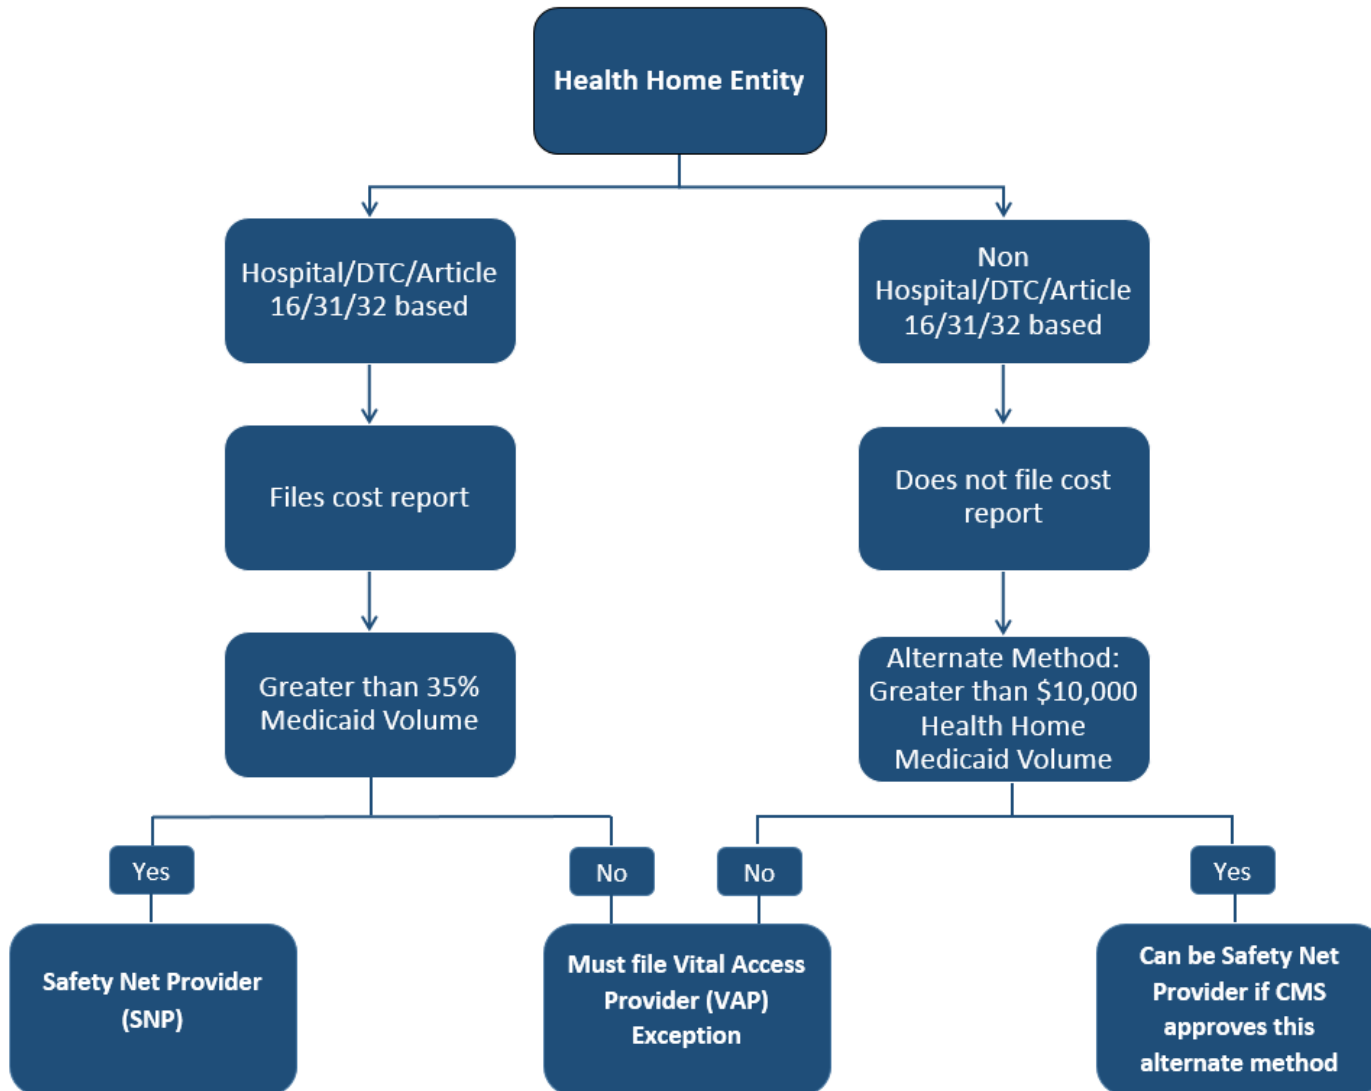 Health Home Entity
Hospital/DTC/Article
16/31/32 based
Non
Hospital/DTC/Article
16/31/32 based
Files cost report
Does not file cost
report
Greater than 35%
Medicaid Volume
Alternate Method:
Greater than $10,000
Health Home
Medicaid Volume
Yes
No
No
Yes
Safety Net Provider
(SNP)
Must file Vital Access
Provider (VAP)
Exception
Can be Safety Net
Provider if CMS
approves this
alternate method